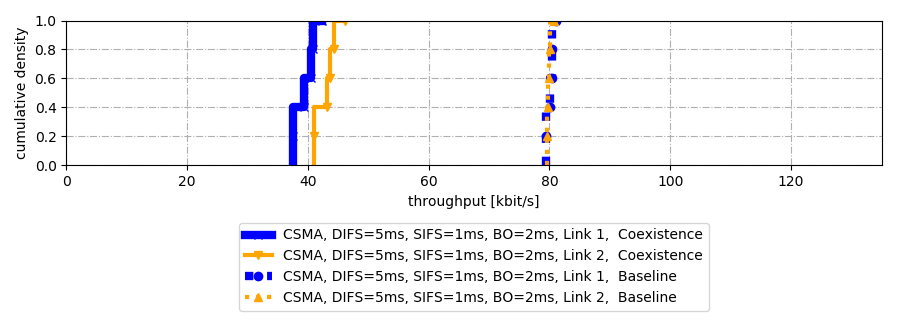 1.0
0.8
0.6
0.4
0.2
0.0
cumulative density
0 20 40 60 80 100 120
throughput [kbit/s]
CSMA, DIFS=5ms, SIFS=1ms, BO=2ms, Link 1,  Coexistence
CSMA, DIFS=5ms, SIFS=1ms, BO=2ms, Link 2,  Coexistence
CSMA, DIFS=5ms, SIFS=1ms, BO=2ms, Link 1,  Baseline
CSMA, DIFS=5ms, SIFS=1ms, BO=2ms, Link 2,  Baseline